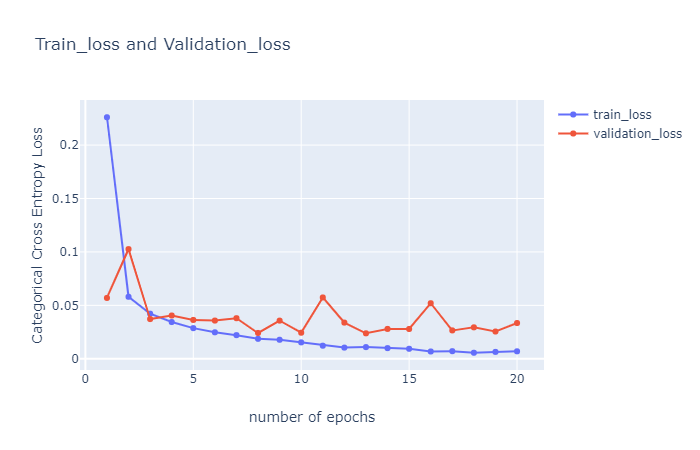 Train_loss and Validation_loss
train_loss
validation_loss
Categorical Cross Entropy Loss
0.2
0.15
0.1
0.05
0
0
5
10
15
20
number of epochs